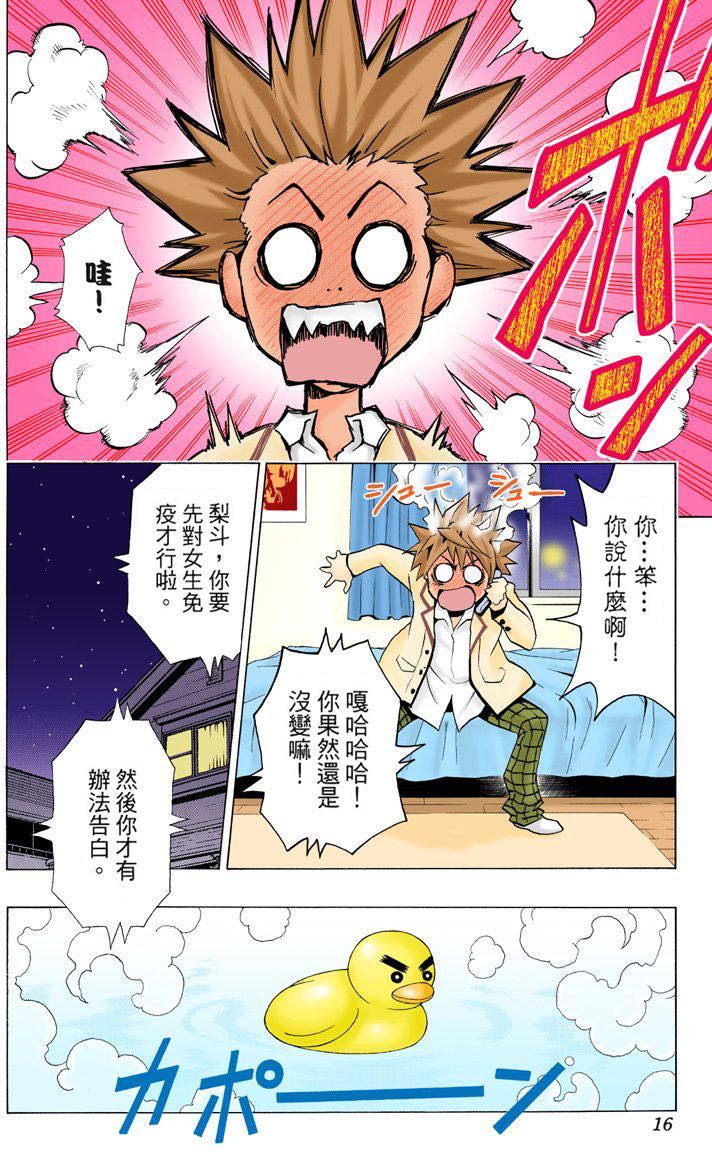 ボン
哇！
你…笨…
你說什麼啊！
シュー
シュー
嘎哈哈哈！
你果然還是
沒變嘛！
梨斗，你要
先對女生免
疫才行啦。
然後你才有
辦法告白。
カポーン
16